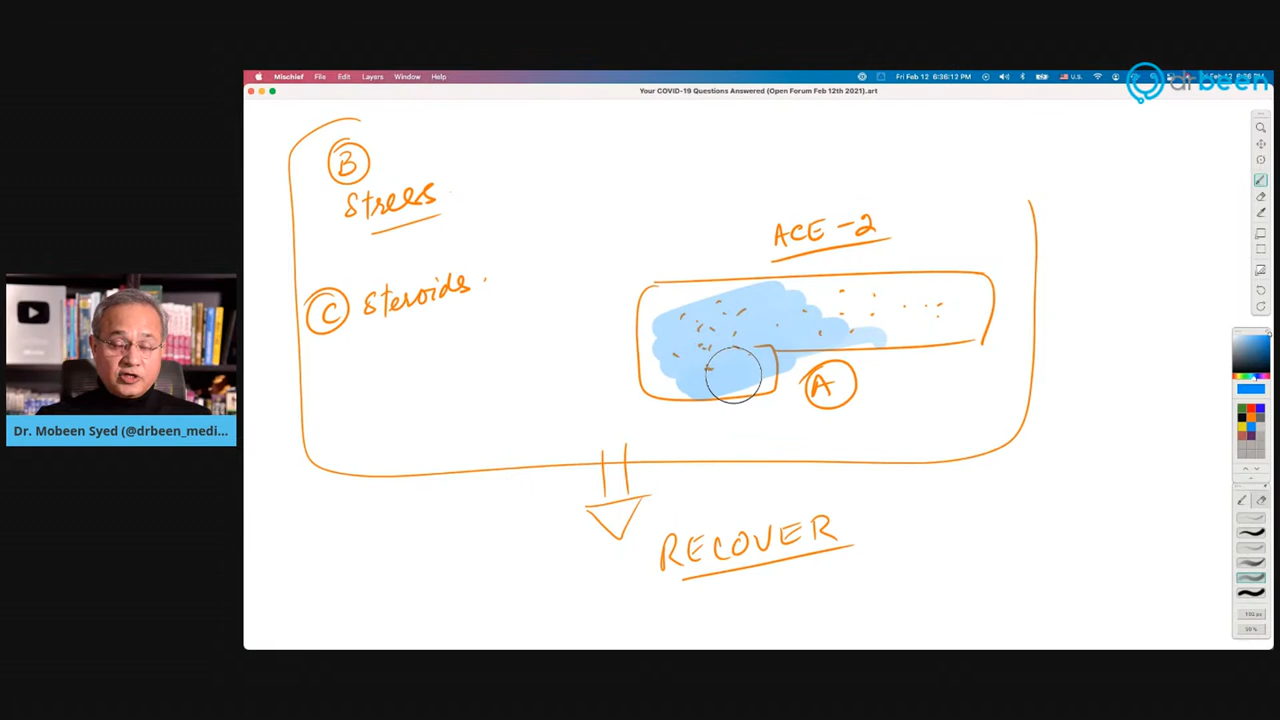 drbeen
Mischief File Edit Layers Window Help
Fri Feb 12 6:36:12 PM
U.S.
Your COVID-19 Questions Answered (Open Forum Feb 12th 2021).art
B
Stress
ACE-2
C Steroids.
A
RECOVER
Dr. Mobeen Syed (@drbeen_medi...